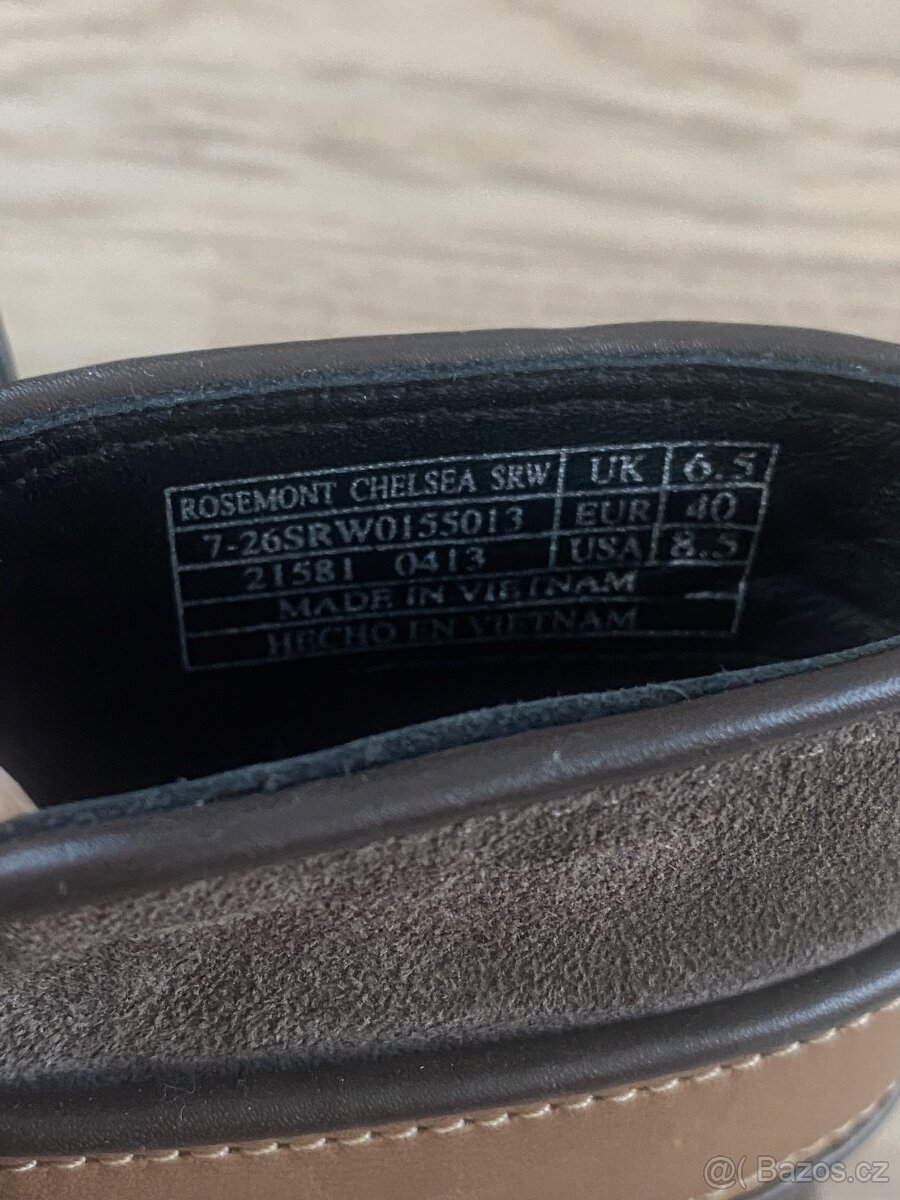 ROSEMONT CHELSEA SRW UK 6.5
7-26SRW0155013 EUR 40
21581 0413 USA 8.5
MADE IN VIETNAM
HECHO EN VIETNAM
@( Bazos.cz